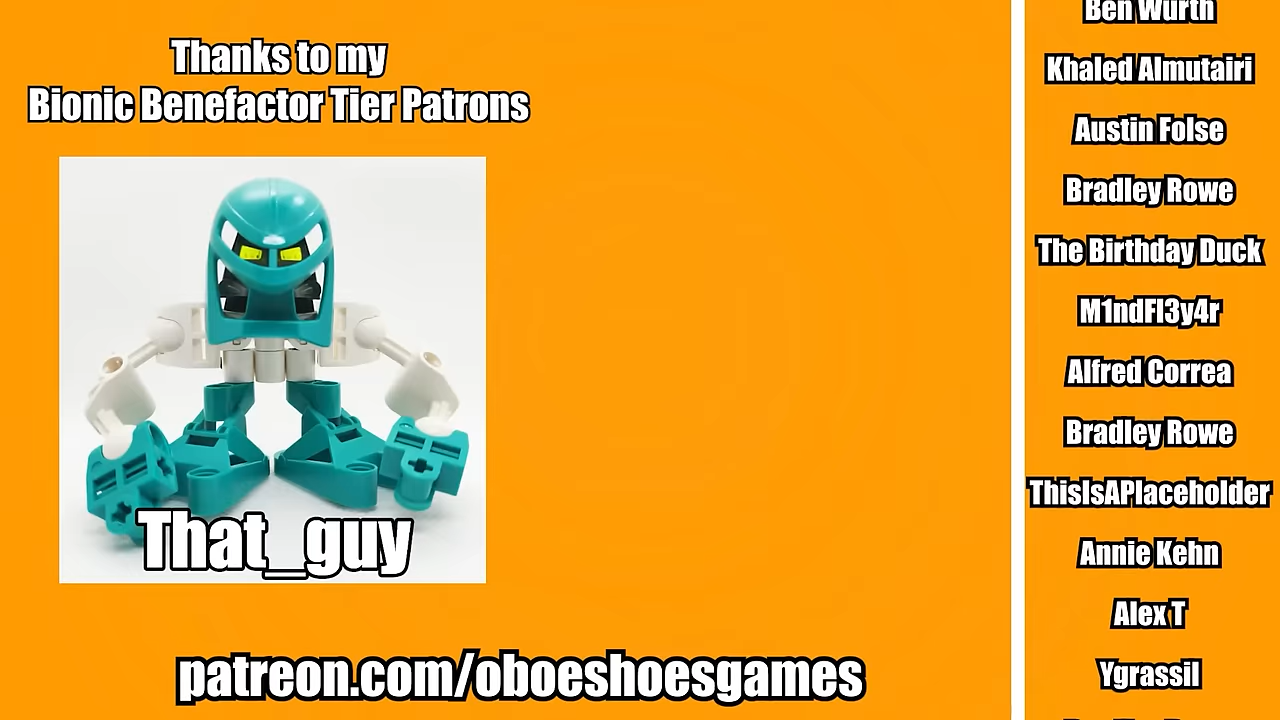 Thanks to my
Bionic Benefactor Tier Patrons
That_guy
patreon.com/oboeshoesgames
Ben Wurth
Khaled Almutairi
Austin Folse
Bradley Rowe
The Birthday Duck
M1ndFl3y4r
Alfred Correa
Bradley Rowe
ThisIsAPlaceholder
Annie Kehn
Alex T
Ygrassil